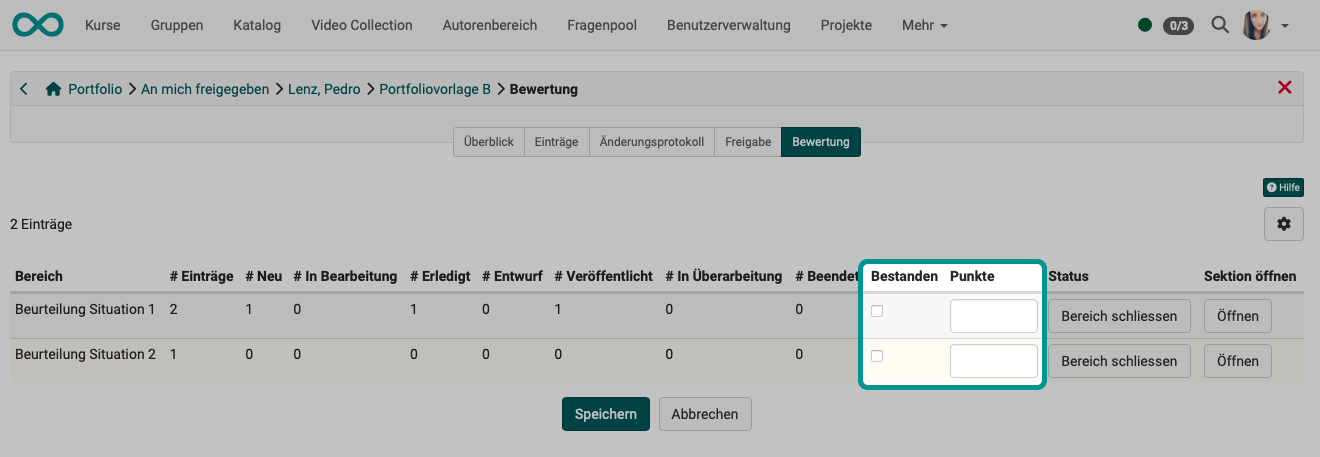 Kurse Gruppen Katalog Video Collection Autorenbereich Fragenpool Benutzerverwaltung Projekte Mehr 0/3
Portfolio An mich freigegeben Lenz, Pedro Portfoliovorlage B Bewertung
Überblick Einträge Änderungsprotokoll Freigabe Bewertung
Hilfe
2 Einträge
Bereich # Einträge # Neu # In Bearbeitung # Erledigt # Entwurf # Veröffentlicht # In Überarbeitung # Beendet Bestanden Punkte Status Sektion öffnen
Beurteilung Situation 1 2 1 0 1 0 1 0 0 Bereich schliessen Öffnen
Beurteilung Situation 2 1 0 0 0 0 0 0 0 Bereich schliessen Öffnen
Speichern Abbrechen